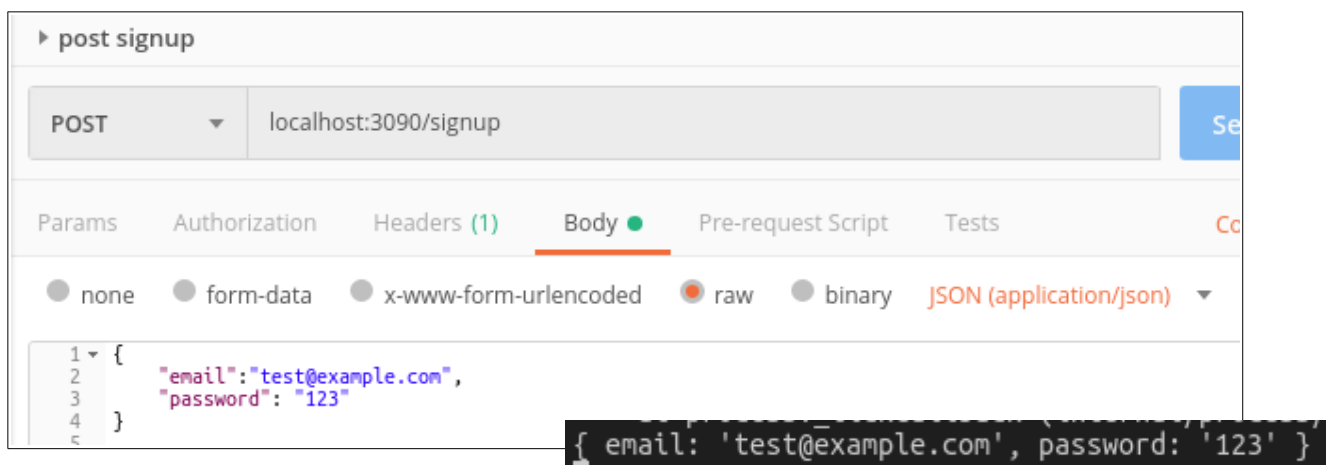 post signup
POST localhost:3090/signup
Params Authorization Headers (1) Body Pre-request Script Tests
none form-data x-www-form-urlencoded raw binary JSON (application/json)
1 {
2 "email":"test@example.com",
3 "password": "123"
4 }
5
{ email: 'test@example.com', password: '123' }